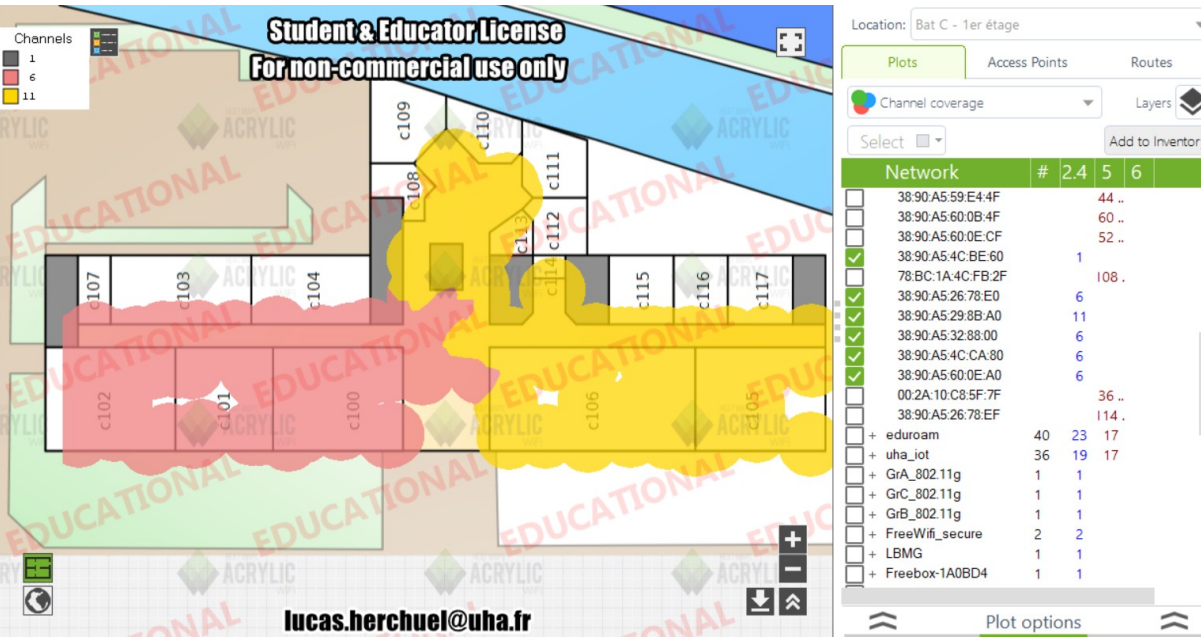 Channels
1
6
11
Student & Educator License
For non-commercial use only
EDUCATIONAL
ACRYLIC
WIFI
c109
c110
c108
c111
c113
c112
c114
c107
c103
c104
c115
c116
c117
c102
c101
c100
c106
c105
lucas.herchuel@uha.fr
Location: Bat C - 1er étage
Plots Access Points Routes
Channel coverage Layers
Select Add to Inventor
Network # 2.4 5 6
38:90:A5:59:E4:4F 44 ..
38:90:A5:60:0B:4F 60 ..
38:90:A5:60:0E:CF 52 ..
38:90:A5:4C:BE:60 1
78:BC:1A:4C:FB:2F 108 .
38:90:A5:26:78:E0 6
38:90:A5:29:8B:A0 11
38:90:A5:32:88:00 6
38:90:A5:4C:CA:80 6
38:90:A5:60:0E:A0 6
00:2A:10:C8:5F:7F 36 ..
38:90:A5:26:78:EF 114 .
+ eduroam 40 23 17
+ uha_iot 36 19 17
+ GrA_802.11g 1 1
+ GrC_802.11g 1 1
+ GrB_802.11g 1 1
+ FreeWifi_secure 2 2
+ LBMG 1 1
+ Freebox-1A0BD4 1 1
Plot options